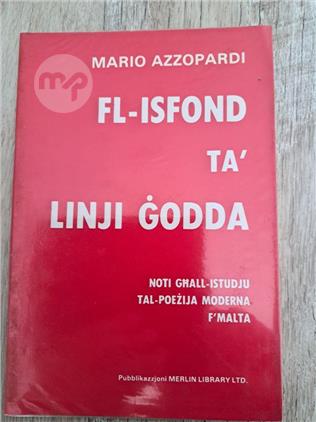 MARIO AZZOPARDI
mp
FL-ISFOND
TA'
LINJI ĠODDA
NOTI GĦALL-ISTUDJU
TAL-POEŻIJA MODERNA
F'MALTA
Pubblikazzjoni MERLIN LIBRARY LTD.